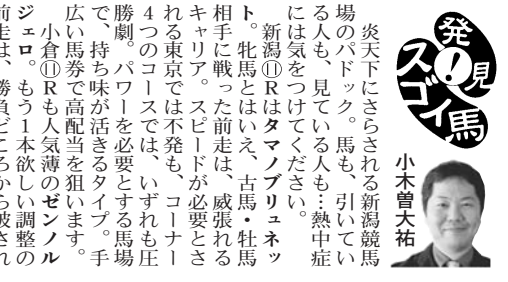 発見!スゴイ馬
小木曽大祐
炎天下にさらされる新潟競馬
場のパドック。馬も、引いてい
る人も、見ている人も…熱中症
には気をつけてください。
新潟⑪Rはタマノブリュネッ
ト。牝馬とはいえ、古馬・牡馬
相手に戦った前走は、威張れる
キャリア。スピードが必要とさ
れる東京では不発も、コーナー
4つのコースでは、いずれも圧
勝劇。パワーを必要とする馬場
で、持ち味が活きるタイプ。手
広い馬券で高配当を狙います。
小倉⑪Rも人気薄のゼンノル
ジェロ。もう1本欲しい調整の
前走は、勝負どころから被され